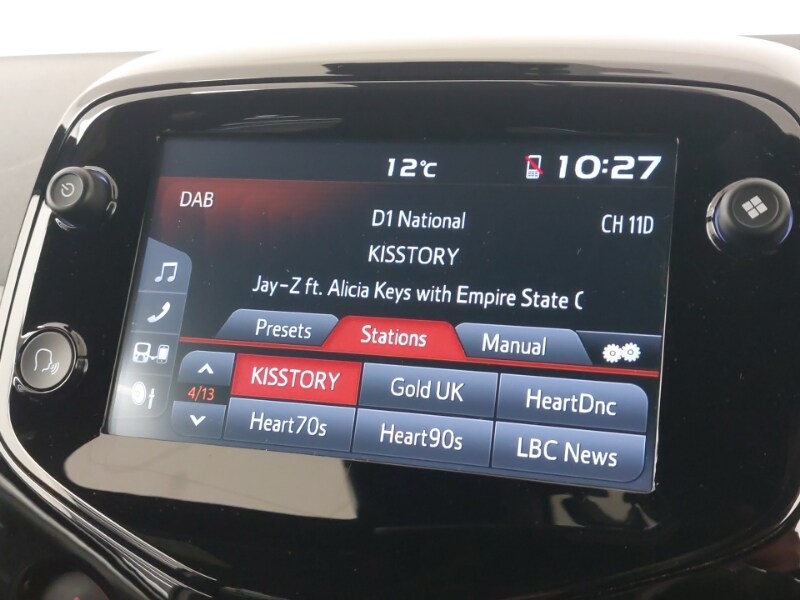 12°C 10:27
DAB
D1 National CH 11D
KISSTORY
Jay-Z ft. Alicia Keys with Empire State
Presets Stations Manual
4/13
KISSTORY Gold UK HeartDnc
Heart70s Heart90s LBC News